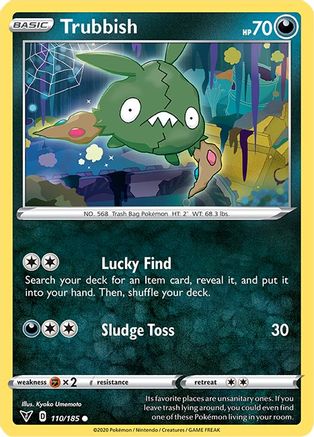 BASIC
Trubbish HP 70
NO. 568 Trash Bag Pokémon HT: 2' WT: 68.3 lbs.
Lucky Find
Search your deck for an Item card, reveal it, and put it
into your hand. Then, shuffle your deck.
Sludge Toss 30
weakness ×2 resistance retreat
Illus. Kyoko Umemoto
D 110/185
Its favorite places are unsanitary ones. If you
leave trash lying around, you could even find
one of these Pokémon living in your room.
©2020 Pokémon / Nintendo / Creatures / GAME FREAK